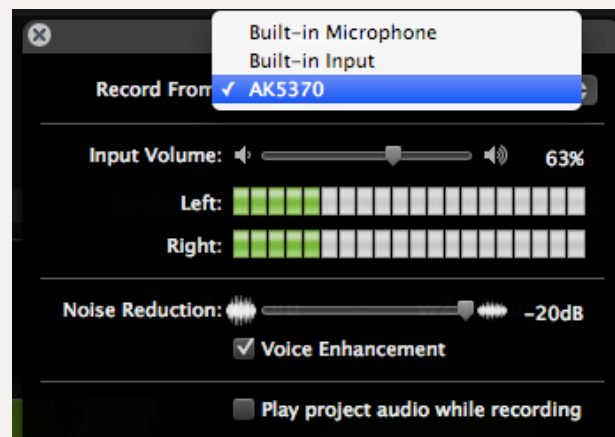 Built-in Microphone
Built-in Input
Record From ✓ AK5370
Input Volume: 63%
Left:
Right:
Noise Reduction: -20dB
✓ Voice Enhancement
Play project audio while recording